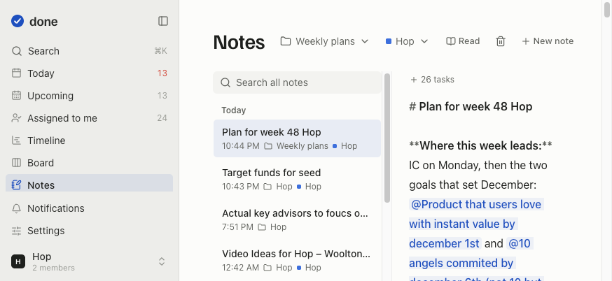 done
Search ⌘K
Today 13
Upcoming 13
Assigned to me 24
Timeline
Board
Notes
Notifications
Settings
H
Hop
2 members
Notes
Weekly plans
Hop
Read
+ New note
Search all notes
Today
Plan for week 48 Hop
10:44 PM Weekly plans Hop
Target funds for seed
10:43 PM Hop Hop
Actual key advisors to foucs o...
7:51 PM Hop
Video Ideas for Hop – Woolton...
12:42 AM Hop Hop
+ 26 tasks
# Plan for week 48 Hop
**Where this week leads:**
IC on Monday, then the two
goals that set December:
@Product that users love
with instant value by
december 1st and @10
angels commited by